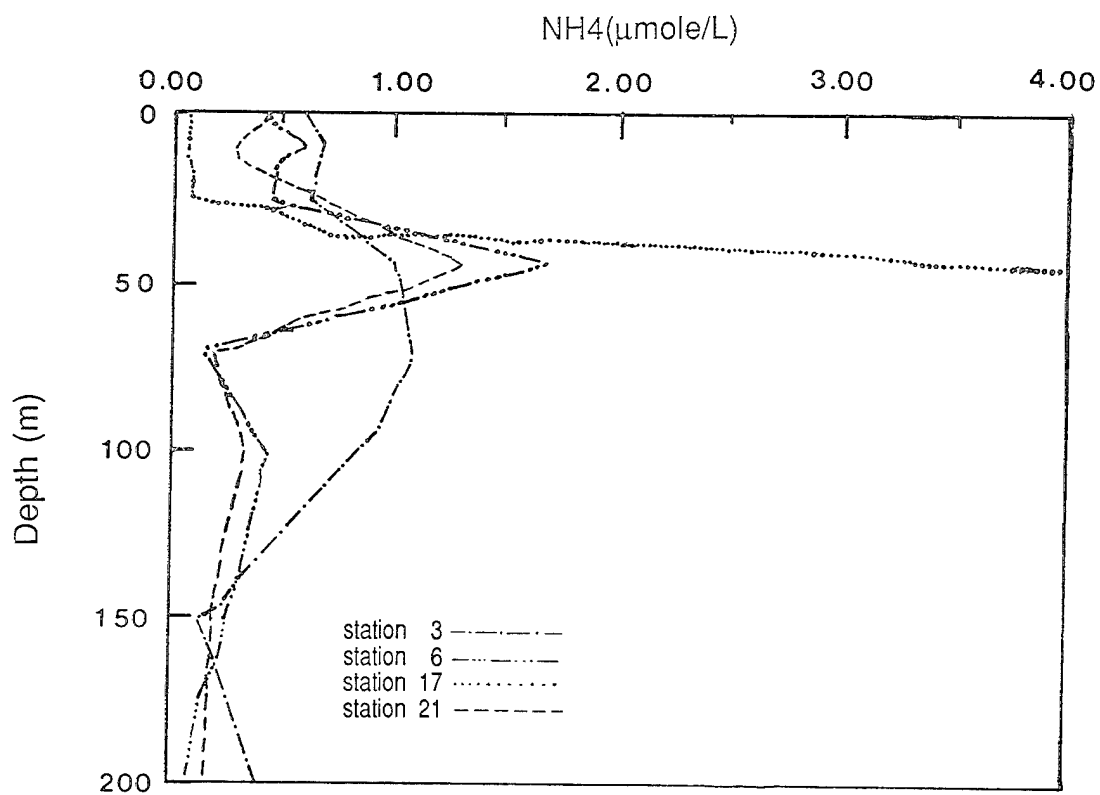 NH4(μmole/L)
0.00 1.00 2.00 3.00 4.00
0
50
100
150
200
Depth (m)
station 3
station 6
station 17
station 21